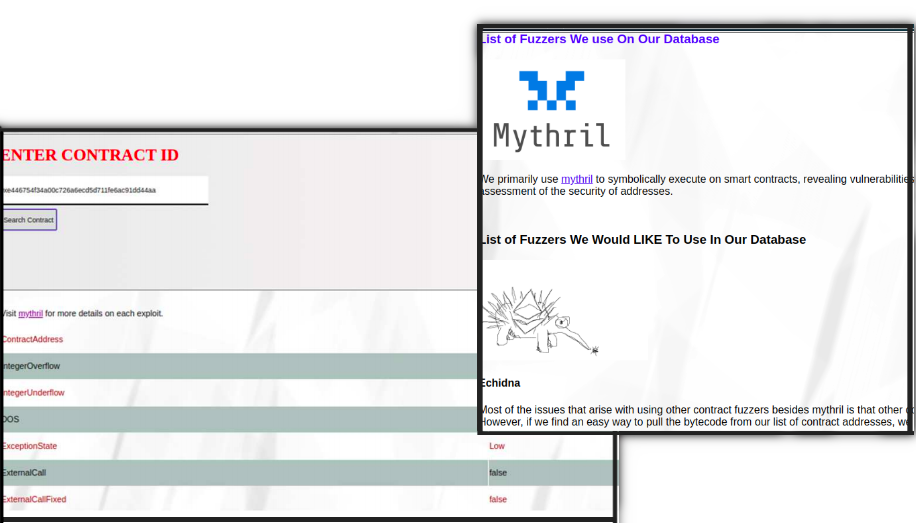 List of Fuzzers We use On Our Database
Mythril
We primarily use mythril to symbolically execute on smart contracts, revealing vulnerabilities
assessment of the security of addresses.
List of Fuzzers We Would LIKE To Use In Our Database
Echidna
Most of the issues that arise with using other contract fuzzers besides mythril is that other
However, if we find an easy way to pull the bytecode from our list of contract addresses, we
ENTER CONTRACT ID
xe446754f34a00c726a6ecd5d711fe6ac91dd44aa
Search Contract
Visit mythril for more details on each exploit.
ContractAddress
IntegerOverflow
IntegerUnderflow
DOS
ExceptionState Low
ExternalCall false
ExternalCallFixed false